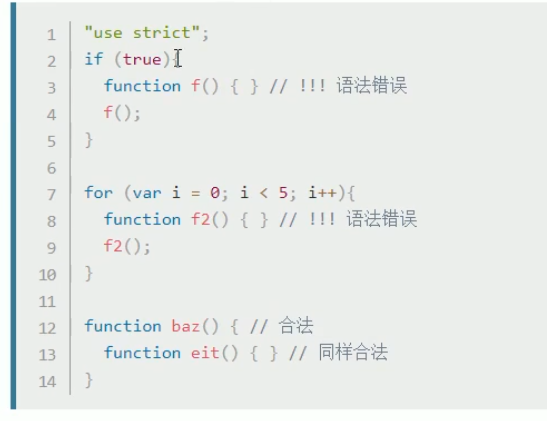 1 "use strict";
2 if (true){
3 function f() { } // !!! 语法错误
4 f();
5 }
6
7 for (var i = 0; i < 5; i++){
8 function f2() { } // !!! 语法错误
9 f2();
10 }
11
12 function baz() { // 合法
13 function eit() { } // 同样合法
14 }